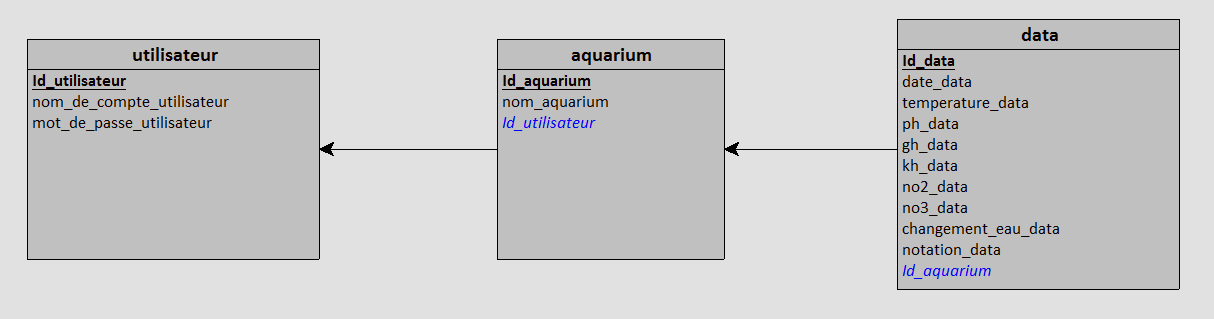 utilisateur
Id_utilisateur
nom_de_compte_utilisateur
mot_de_passe_utilisateur
aquarium
Id_aquarium
nom_aquarium
Id_utilisateur
data
Id_data
date_data
temperature_data
ph_data
gh_data
kh_data
no2_data
no3_data
changement_eau_data
notation_data
Id_aquarium